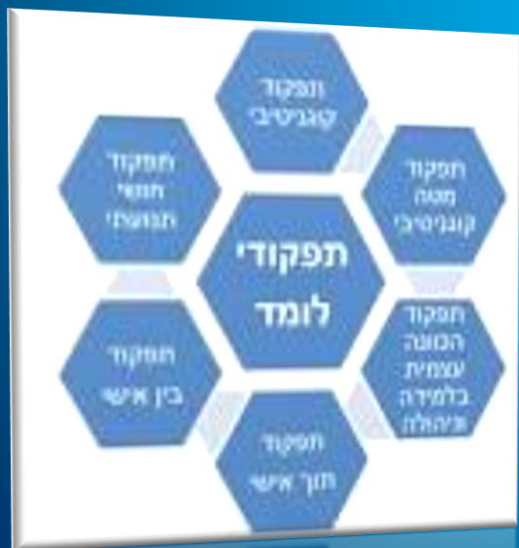 תפקודי
לומד
תפקוד
קוגניטיבי
תפקוד
מטה
קוגניטיבי
תפקוד
הכוונה
עצמית
בלמידה
וניהולה
תפקוד
תוך אישי
תפקוד
בין אישי
תפקוד
חושי
תנועתי